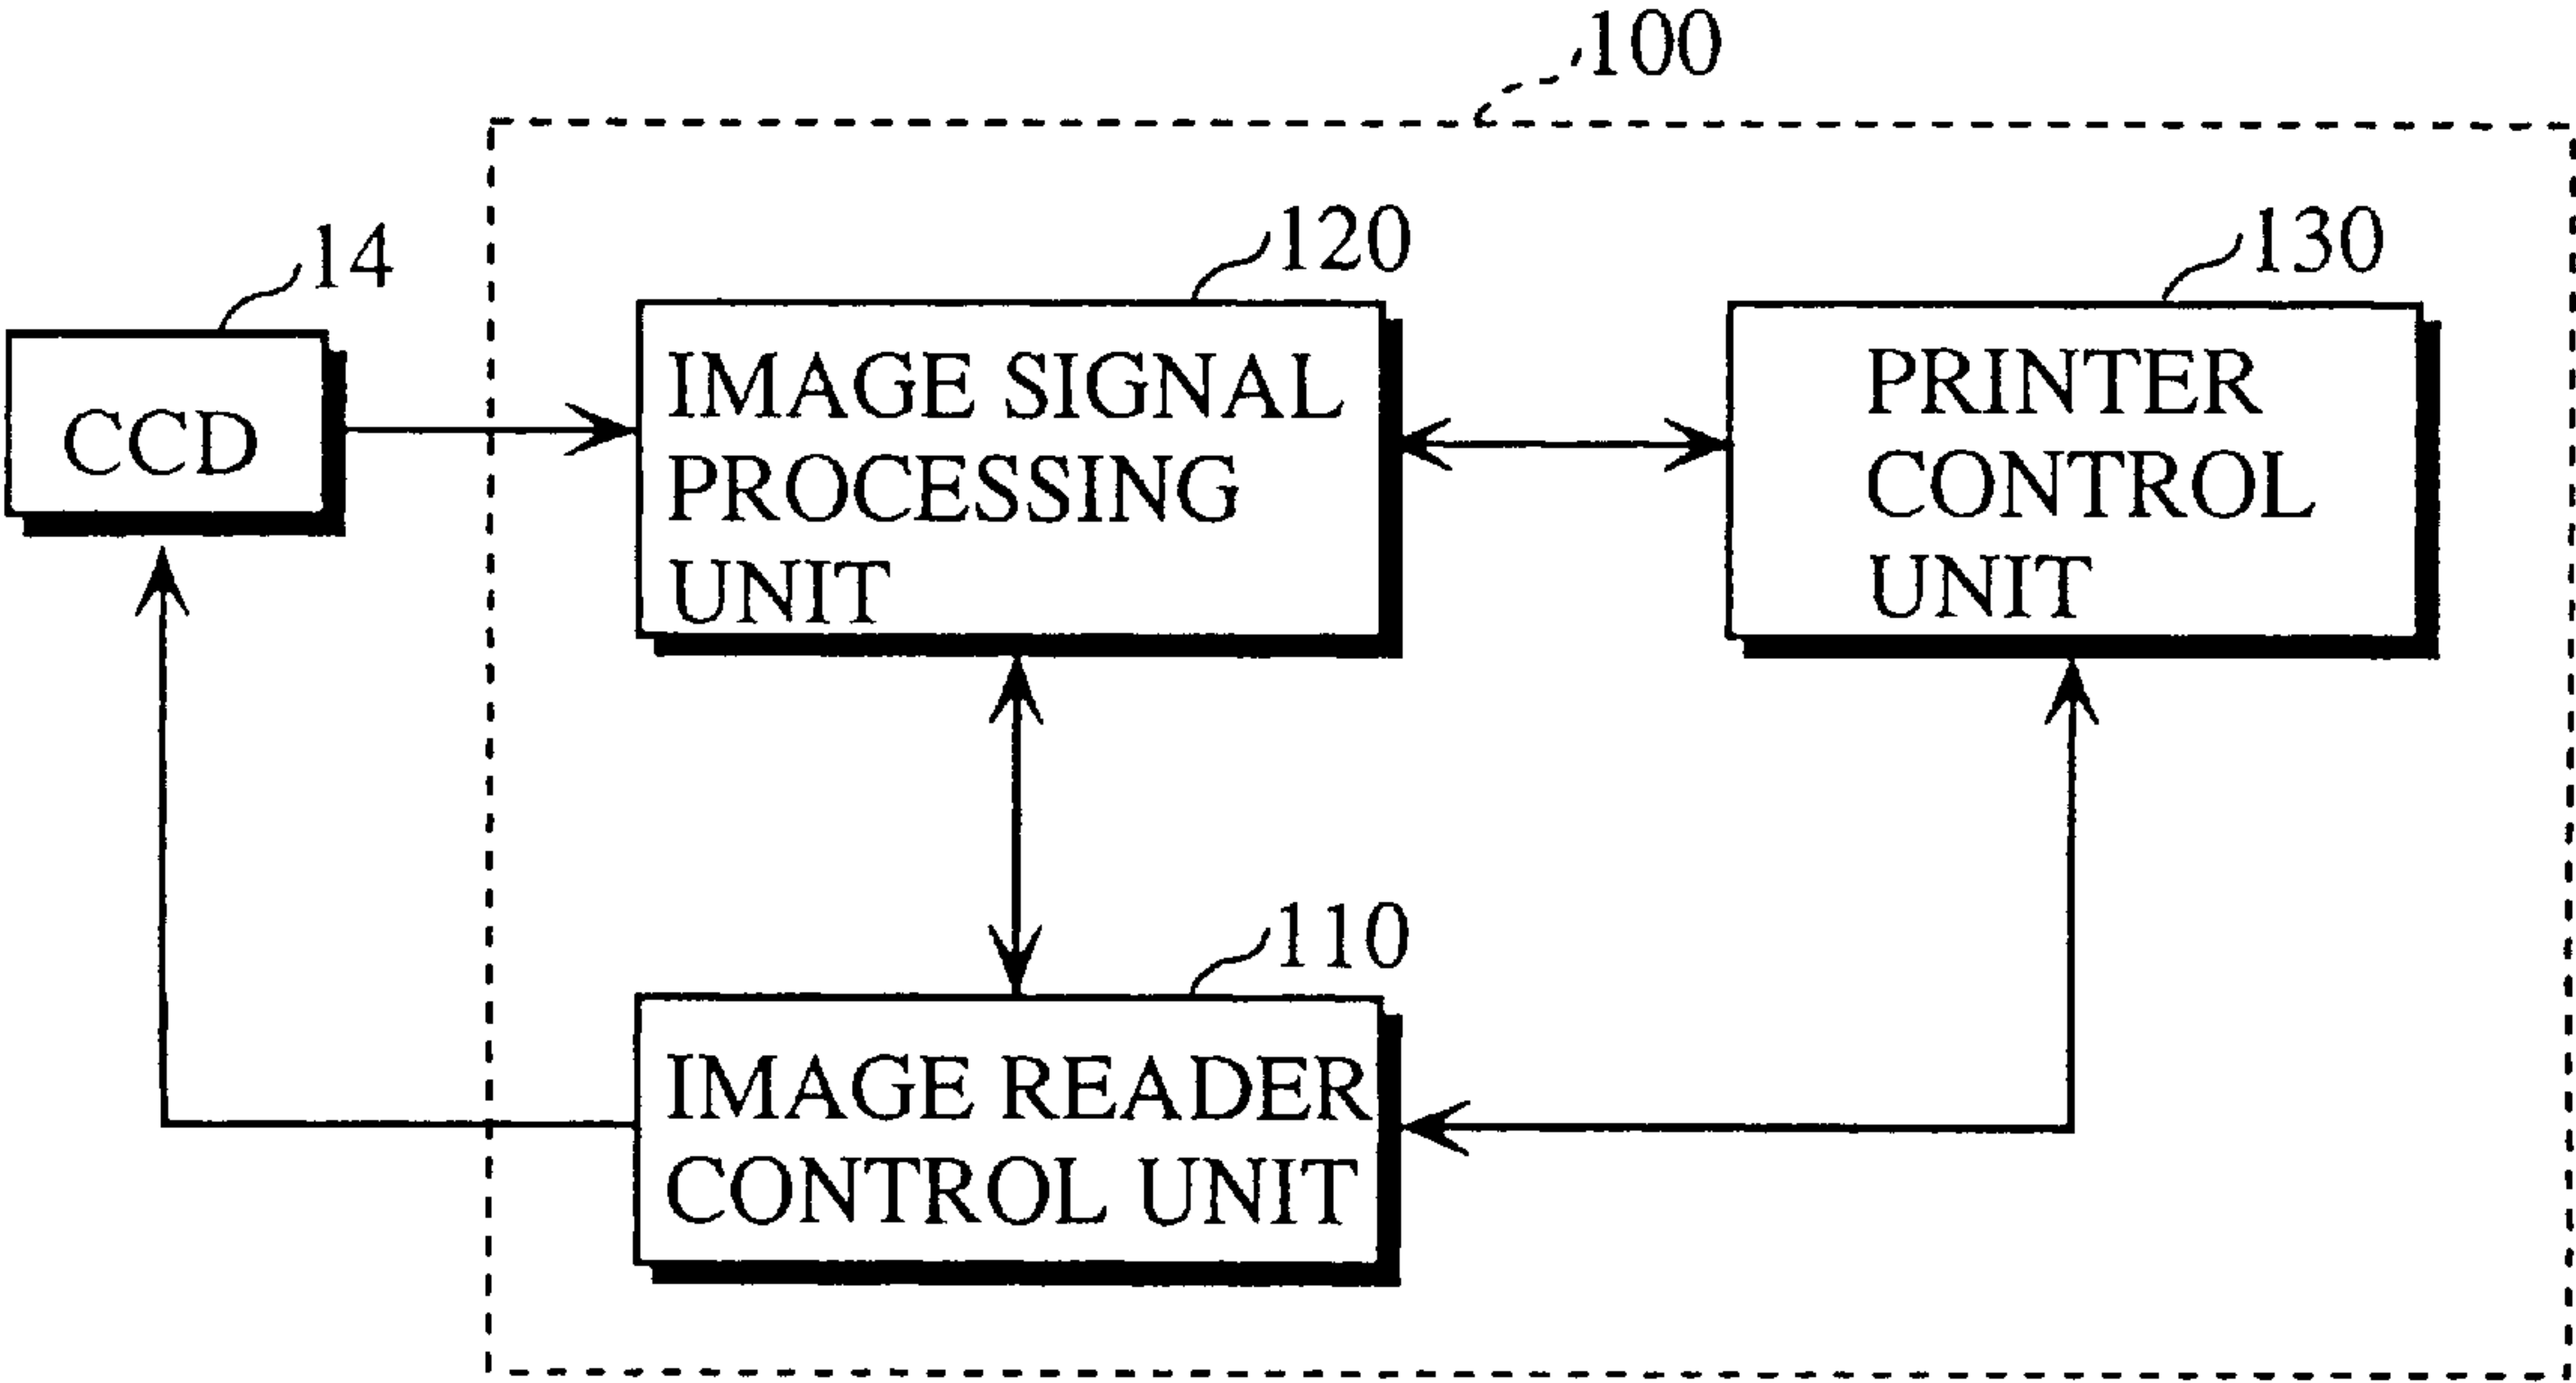 100
14
CCD
120
IMAGE SIGNAL
PROCESSING
UNIT
130
PRINTER
CONTROL
UNIT
110
IMAGE READER
CONTROL UNIT